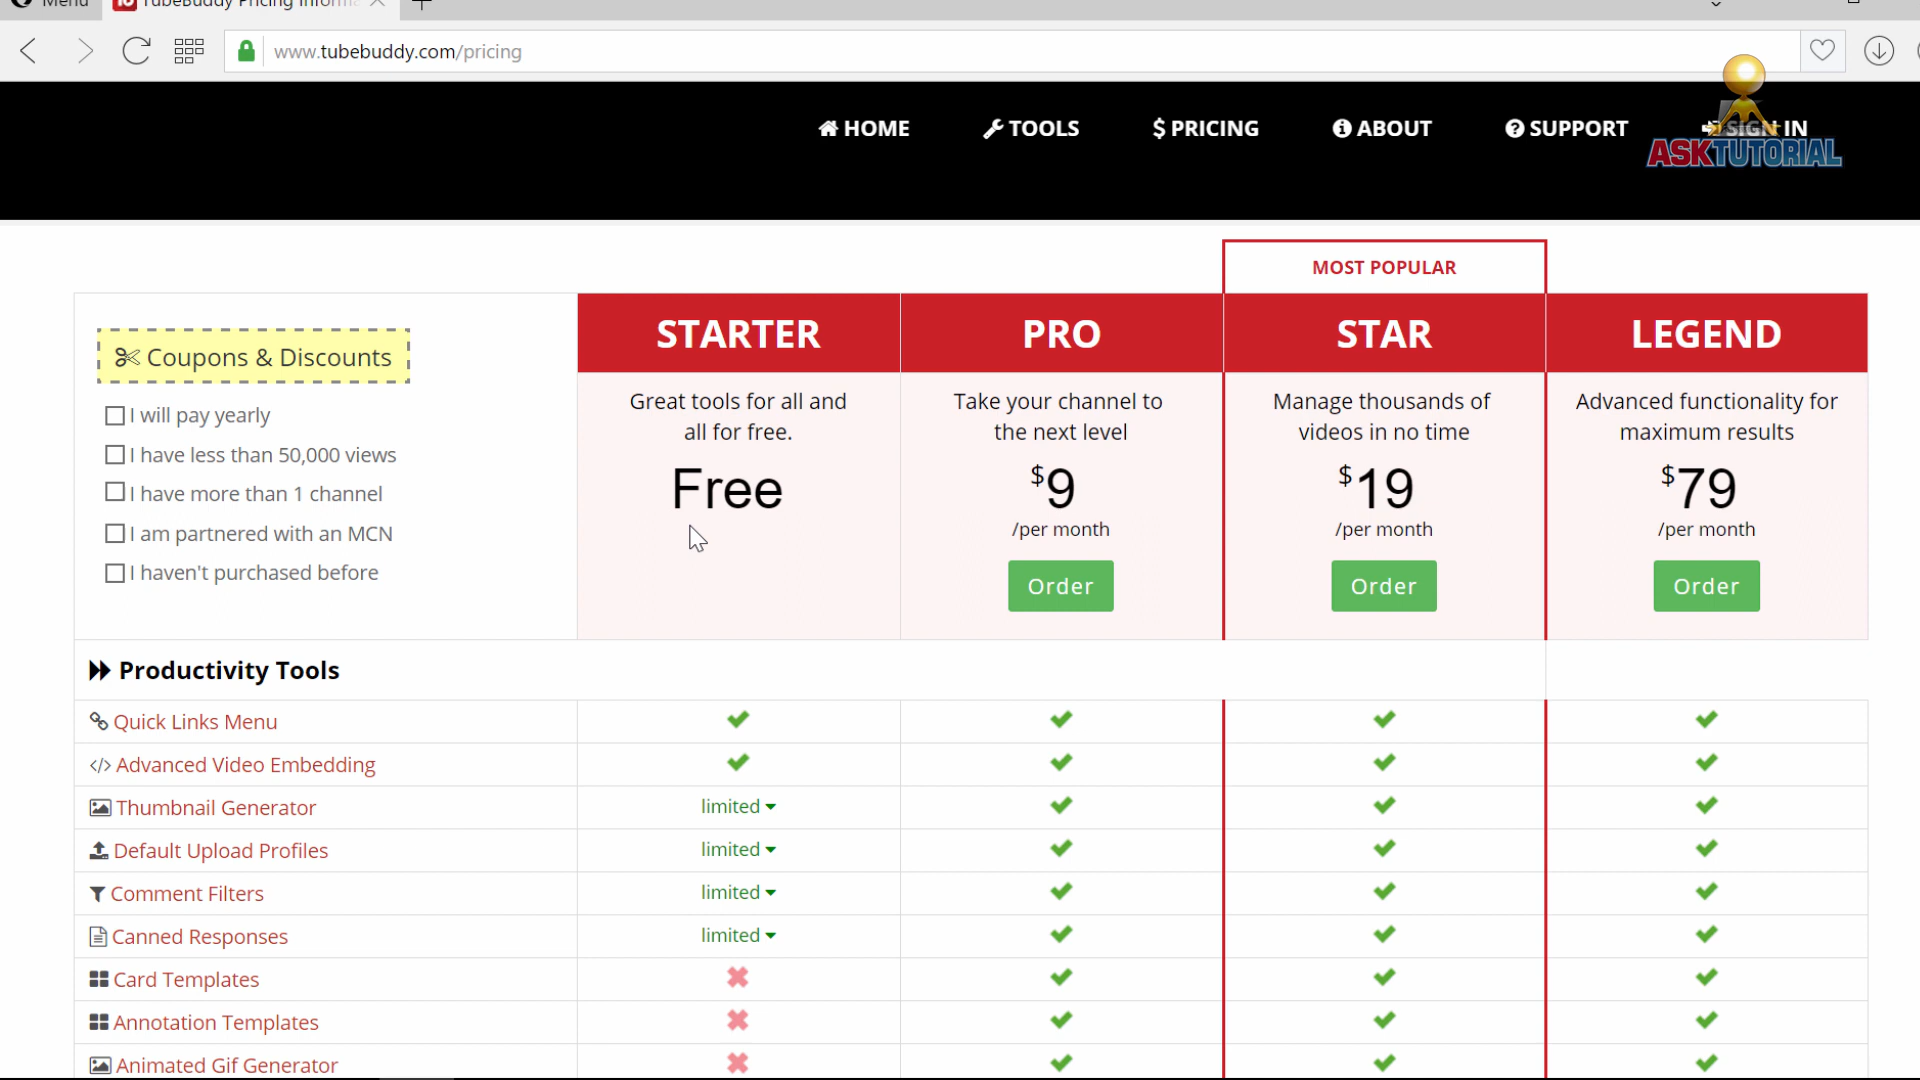 Menu
TubeBuddy Pricing Informa
www.tubebuddy.com/pricing
HOME
TOOLS
$ PRICING
ABOUT
SUPPORT
SIGN IN
ASKTUTORIAL
MOST POPULAR
Coupons & Discounts
I will pay yearly
I have less than 50,000 views
I have more than 1 channel
I am partnered with an MCN
I haven't purchased before
STARTER
Great tools for all and
all for free.
Free
PRO
Take your channel to
the next level
$9
/per month
Order
STAR
Manage thousands of
videos in no time
$19
/per month
Order
LEGEND
Advanced functionality for
maximum results
$79
/per month
Order
Productivity Tools
Quick Links Menu
</> Advanced Video Embedding
Thumbnail Generator
limited
Default Upload Profiles
limited
Comment Filters
limited
Canned Responses
limited
Card Templates
Annotation Templates
Animated Gif Generator